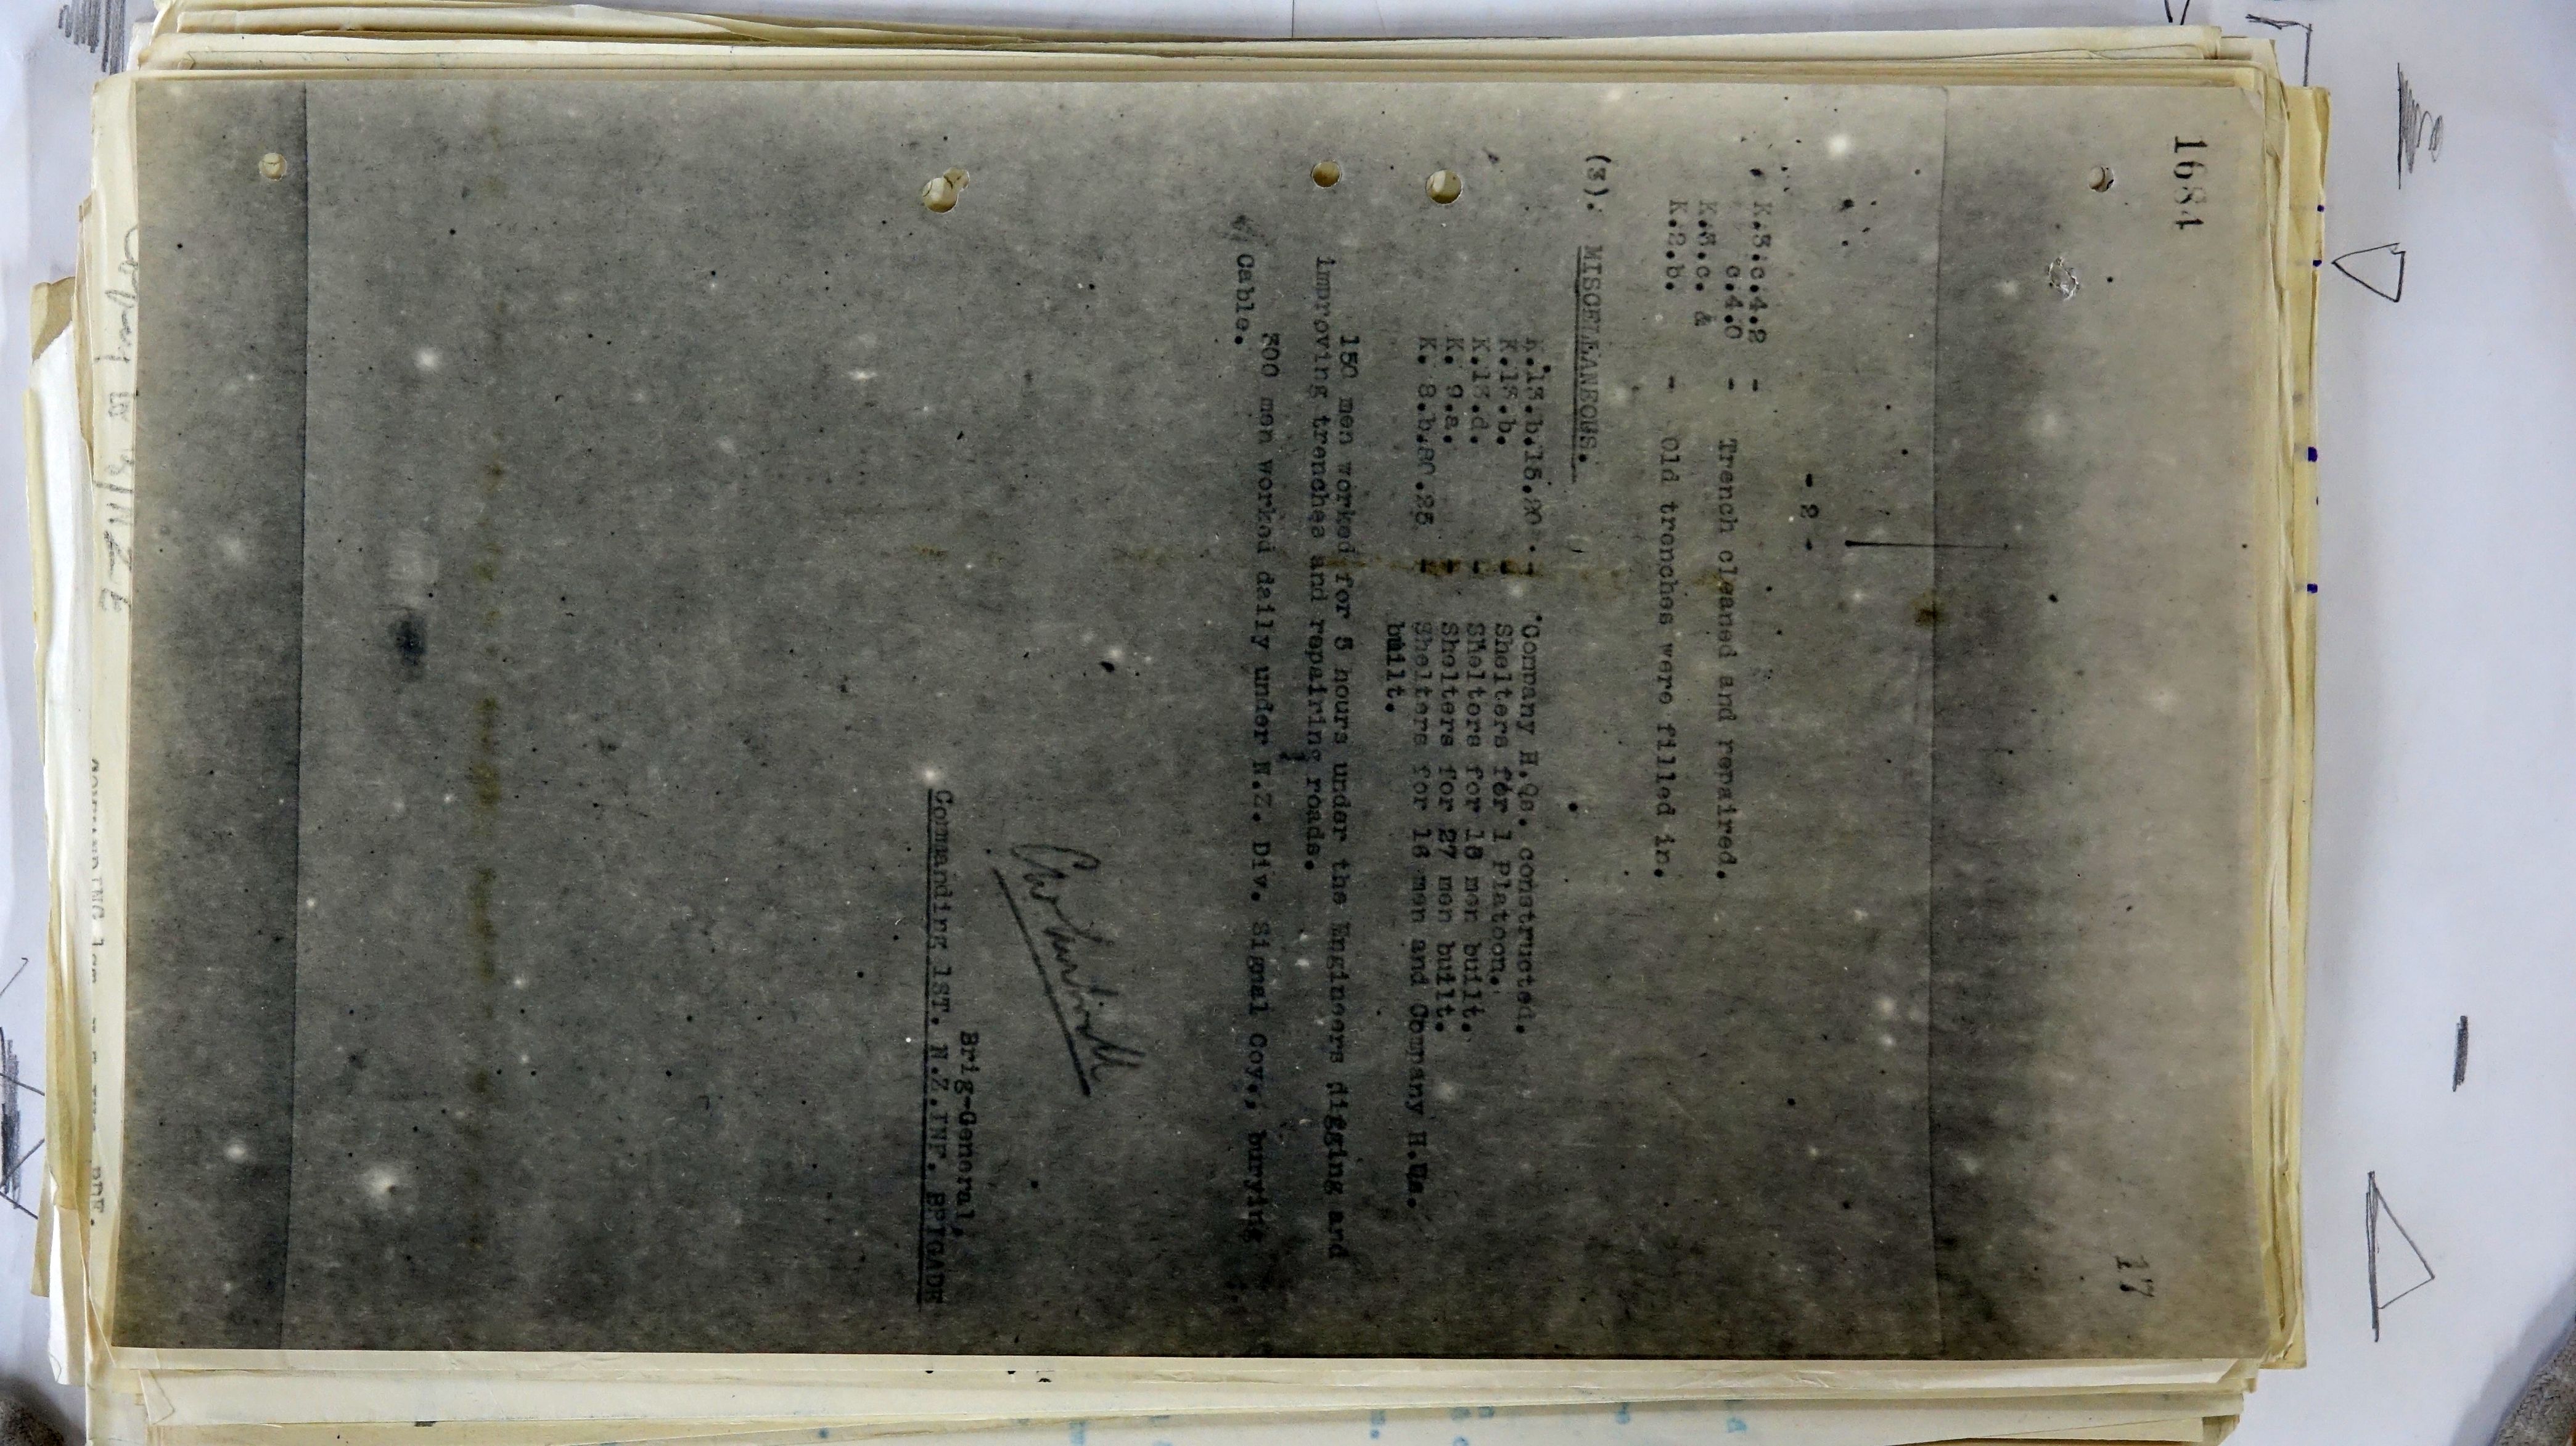 1684
17
- 2 -
K.3.c.4.2 -
c.4.0 - Trench cleaned and repaired.
K.3.c. &
K.2.b. - Old trenches were filled in.
(3). MISCELLANEOUS.
K.13.b.15.20. - Company H.Qs. constructed.
K.13.b. - Shelters for 1 Platoon.
K.13.d. - Shelters for 18 men built.
K. 9.a. - Shelters for 27 men built.
K. 8.b.80.25 - Shelters for 16 men and Company H.Qs.
built.
150 men worked for 5 hours under the Engineers digging and
improving trenches and repairing roads.
300 men worked daily under N.Z. Div. Signal Coy., burying
Cable.
Brig-General,
Commanding 1ST. N.Z.INF. BRIGADE